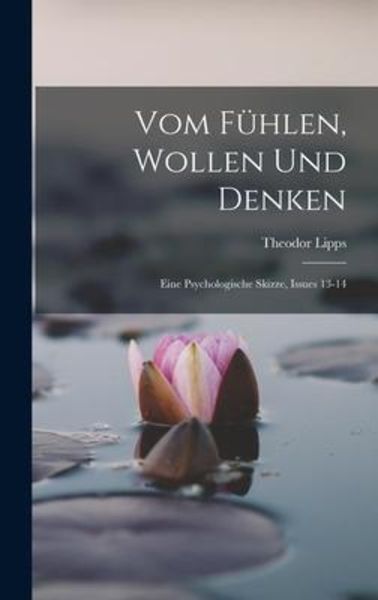 VOM FÜHLEN,
WOLLEN UND
DENKEN
Theodor Lipps
Eine Psychologische Skizze, Issues 13-14